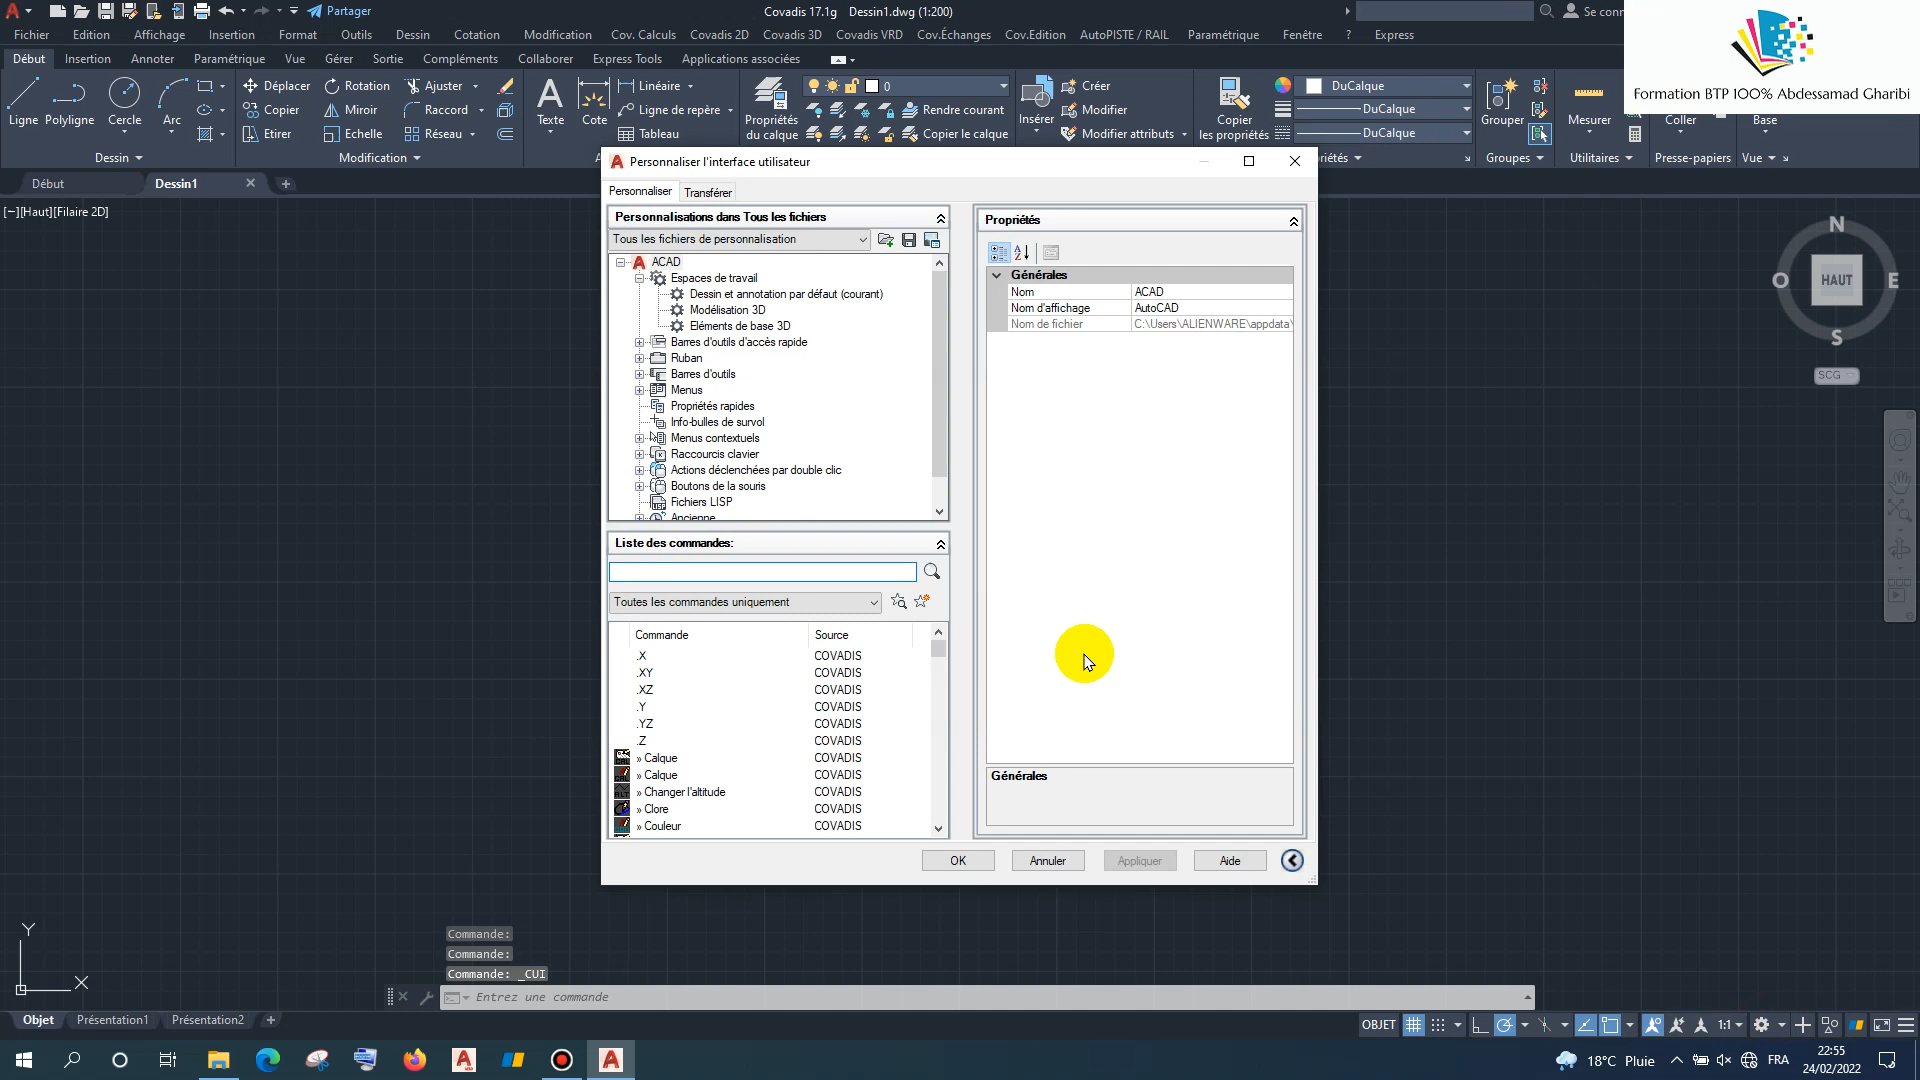 Partager
Covadis 17.1g Dessin1.dwg (1:200)
Fichier Edition Affichage Insertion Format Outils Dessin Cotation Modification Cov. Calculs Covadis 2D Covadis 3D Covadis VRD Cov.Échanges Cov.Edition AutoPISTE / RAIL Paramétrique Fenêtre ? Express
Formation BTP 100% Abdessamad Gharibi
Début Insertion Annoter Paramétrique Vue Gérer Sortie Compléments Collaborer Express Tools Applications associées
Ligne Polyligne Cercle Arc
Déplacer Rotation Ajuster
Copier Miroir Raccord
Etirer Echelle Réseau
Texte Cote
Linéaire
Ligne de repère
Tableau
Propriétés du calque
0
Rendre courant
Copier le calque
Insérer
Créer
Modifier
Modifier attributs
Copier les propriétés
DuCalque
DuCalque
DuCalque
Grouper
Mesurer
Coller
Base
Dessin Modification Groupes Utilitaires Presse-papiers Vue
Début Dessin1
[−][Haut][Filaire 2D]
Personnaliser l'interface utilisateur
Personnaliser Transférer
Personnalisations dans Tous les fichiers
Tous les fichiers de personnalisation
ACAD
Espaces de travail
Dessin et annotation par défaut (courant)
Modélisation 3D
Eléments de base 3D
Barres d'outils d'accès rapide
Ruban
Barres d'outils
Menus
Propriétés rapides
Info-bulles de survol
Menus contextuels
Raccourcis clavier
Actions déclenchées par double clic
Boutons de la souris
Fichiers LISP
Ancienne
Liste des commandes:
Toutes les commandes uniquement
Commande Source
.X COVADIS
.XY COVADIS
.XZ COVADIS
.Y COVADIS
.YZ COVADIS
.Z COVADIS
» Calque COVADIS
» Calque COVADIS
» Changer l'altitude COVADIS
» Clore COVADIS
» Couleur COVADIS
Propriétés
Générales
Nom ACAD
Nom d'affichage AutoCAD
Nom de fichier C:\Users\ALIENWARE\appdata\
Générales
OK Annuler Appliquer Aide
N
O HAUT E
S
SCG
Y
X
Commande:
Commande:
Commande: _CUI
Entrez une commande
Objet Présentation1 Présentation2
OBJET 1:1
18°C Pluie FRA
22:55
24/02/2022